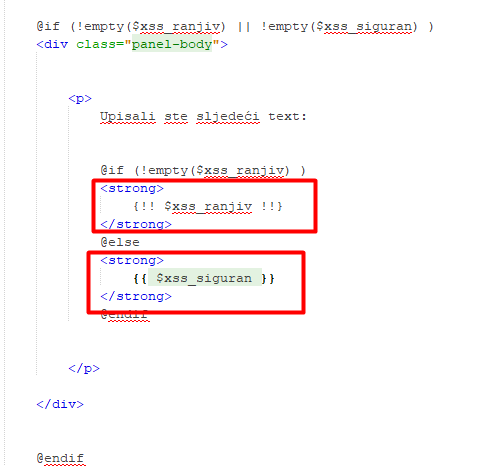 @if (!empty($xss_ranjiv) || !empty($xss_siguran) )
<div class="panel-body">
<p>
Upisali ste sljedeći text:
@if (!empty($xss_ranjiv) )
<strong>
{!! $xss_ranjiv !!}
</strong>
@else
<strong>
{{ $xss_siguran }}
</strong>
@endif
</p>
</div>
@endif